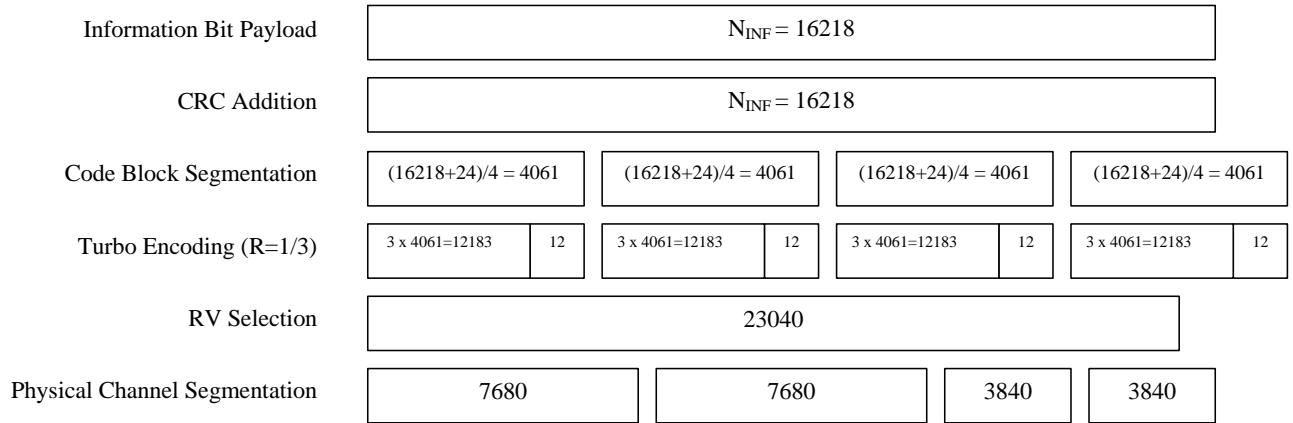 Information Bit Payload
N_INF = 16218
CRC Addition
N_INF = 16218
Code Block Segmentation
(16218+24)/4 = 4061
(16218+24)/4 = 4061
(16218+24)/4 = 4061
(16218+24)/4 = 4061
Turbo Encoding (R=1/3)
3 x 4061=12183
12
3 x 4061=12183
12
3 x 4061=12183
12
3 x 4061=12183
12
RV Selection
23040
Physical Channel Segmentation
7680
7680
3840
3840